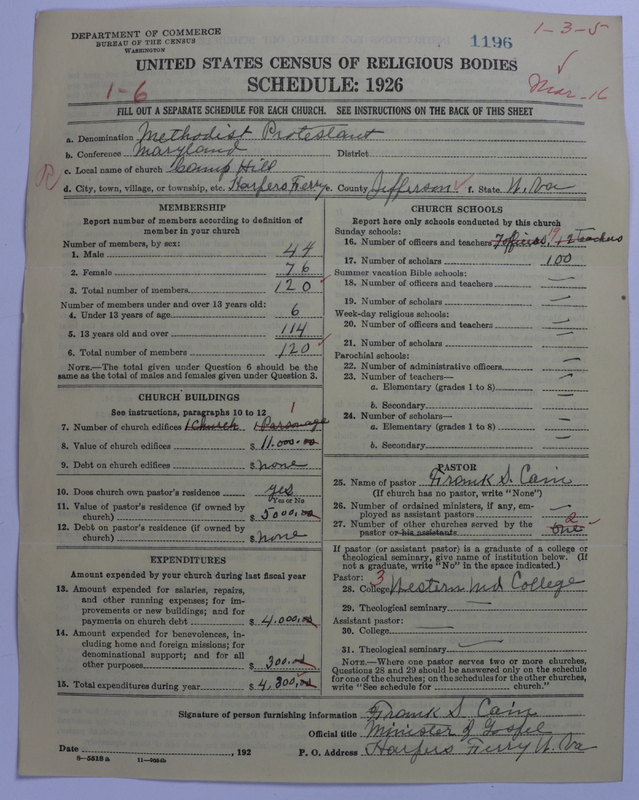 DEPARTMENT OF COMMERCE
BUREAU OF THE CENSUS
WASHINGTON
1196
1-3-5
UNITED STATES CENSUS OF RELIGIOUS BODIES
SCHEDULE: 1926
1-6
Mar-16
FILL OUT A SEPARATE SCHEDULE FOR EACH CHURCH. SEE INSTRUCTIONS ON THE BACK OF THIS SHEET
a. Denomination Methodist Protestant
b. Conference Maryland District
c. Local name of church Camp Hill
R
d. City, town, village, or township, etc. Harpers Ferry e. County Jefferson f. State W. Va
MEMBERSHIP
Report number of members according to definition of
member in your church
Number of members, by sex:
1. Male 44
2. Female 76
3. Total number of members 120
Number of members under and over 13 years old:
4. Under 13 years of age 6
5. 13 years old and over 114
6. Total number of members 120
NOTE.—The total given under Question 6 should be
same as the total of males and females given under Question 3.
CHURCH BUILDINGS
See instructions, paragraphs 10 to 12
1
7. Number of church edifices 1 Church 1 Parsonage
8. Value of church edifices $ 11.000.00
9. Debt on church edifices $ none
10. Does church own pastor's residence yes
Yes or No
11. Value of pastor's residence (if owned by
church) $ 5000.00
12. Debt on pastor's residence (if owned by
church) $ none
EXPENDITURES
Amount expended by your church during last fiscal year
13. Amount expended for salaries, repairs,
and other running expenses; for im-
provements or new buildings; and for
payments on church debt $ 4.000.00
14. Amount expended for benevolences, in-
cluding home and foreign missions; for
denominational support; and for all
other purposes $ 300.00
15. Total expenditures during year $ 4,300.00
CHURCH SCHOOLS
Report here only schools conducted by this church
Sunday schools:
19
16. Number of officers and teachers 7 officers, 12 teachers
17. Number of scholars 100
Summer vacation Bible schools:
18. Number of officers and teachers —
19. Number of scholars —
Week-day religious schools:
20. Number of officers and teachers —
21. Number of scholars —
Parochial schools:
22. Number of administrative officers —
23. Number of teachers—
a. Elementary (grades 1 to 8) —
b. Secondary —
24. Number of scholars—
a. Elementary (grades 1 to 8) —
b. Secondary —
PASTOR
25. Name of pastor Frank S. Cain
(If church has no pastor, write "None")
26. Number of ordained ministers, if any, em-
ployed as assistant pastors —
27. Number of other churches served by the
pastor or his assistants One 2
If pastor (or assistant pastor) is a graduate of a college or
theological seminary, give name of institution below. (If
not a graduate, write "No" in the space indicated.)
Pastor:
28. College 3 Western Md College
29. Theological seminary —
Assistant pastor:
30. College —
31. Theological seminary —
NOTE.—Where one pastor serves two or more churches,
Questions 28 and 29 should be answered only on the schedule
for one of the churches; on the schedules for the other churches,
write "See schedule for church."
Signature of person furnishing information Frank S. Cain
Official title Minister of Gospel
Date , 192 P. O. Address Harpers Ferry W. Va
8-5518a 11-9664b